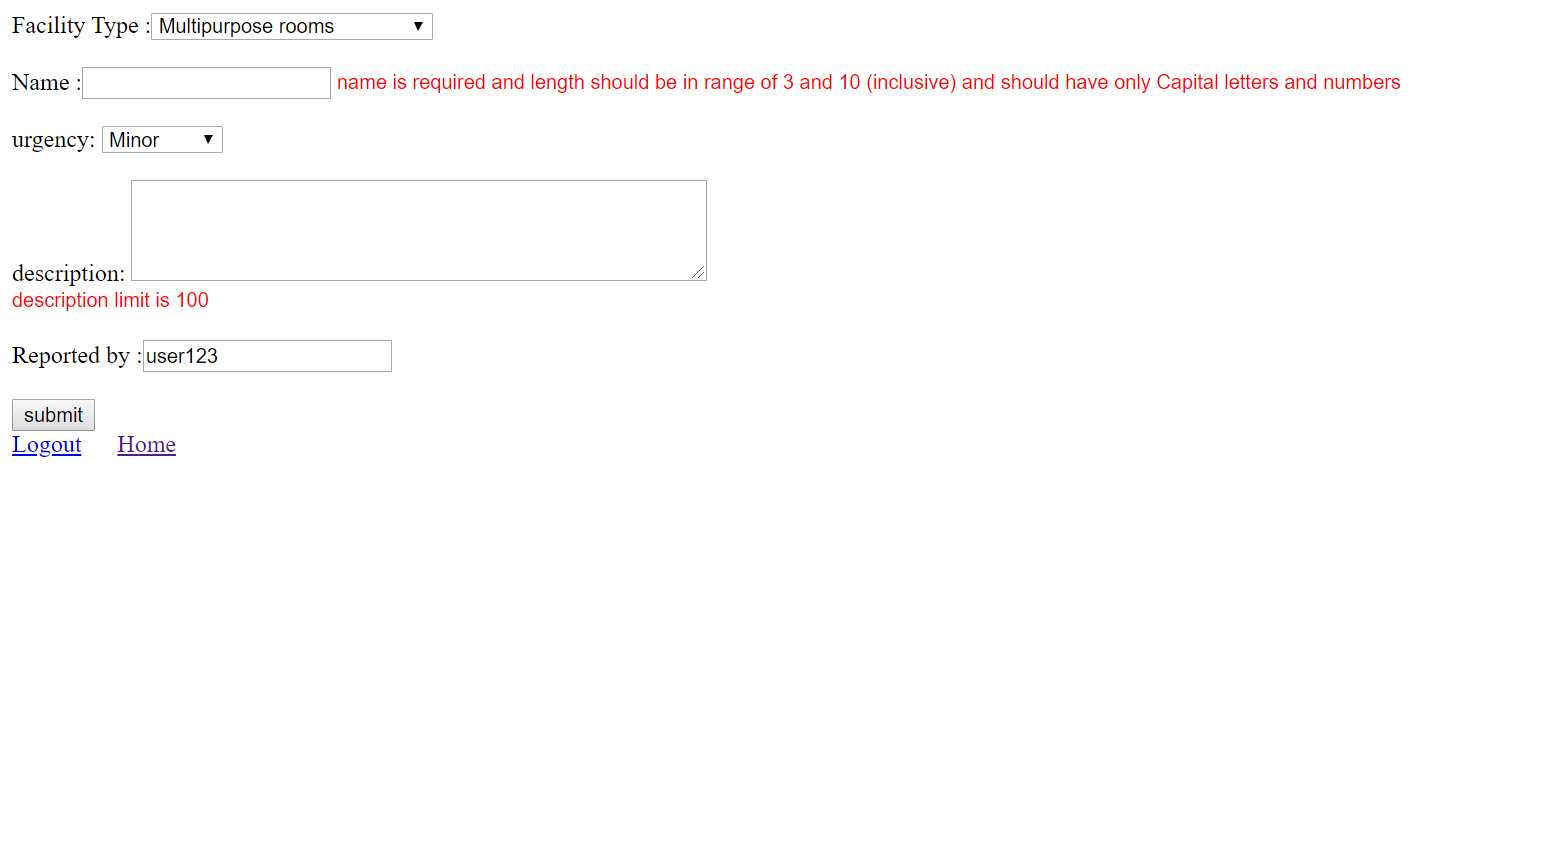 Facility Type : Multipurpose rooms
Name : name is required and length should be in range of 3 and 10 (inclusive) and should have only Capital letters and numbers
urgency: Minor
description:
description limit is 100
Reported by : user123
submit
Logout Home